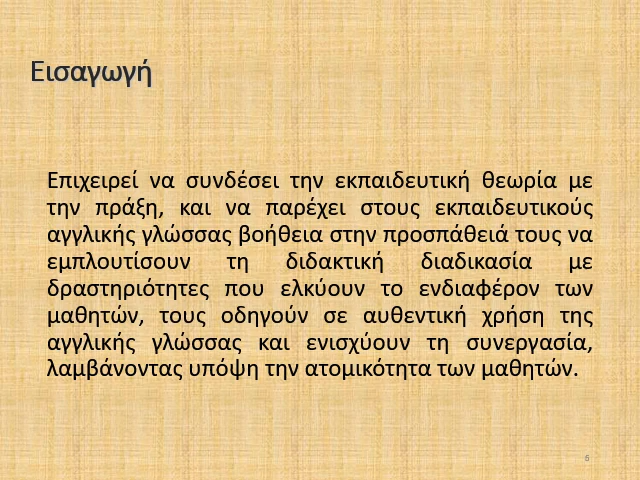 Εισαγωγή
Επιχειρεί να συνδέσει την εκπαιδευτική θεωρία με
την πράξη, και να παρέχει στους εκπαιδευτικούς
αγγλικής γλώσσας βοήθεια στην προσπάθειά τους να
εμπλουτίσουν τη διδακτική διαδικασία με
δραστηριότητες που ελκύουν το ενδιαφέρον των
μαθητών, τους οδηγούν σε αυθεντική χρήση της
αγγλικής γλώσσας και ενισχύουν τη συνεργασία,
λαμβάνοντας υπόψη την ατομικότητα των μαθητών.
6